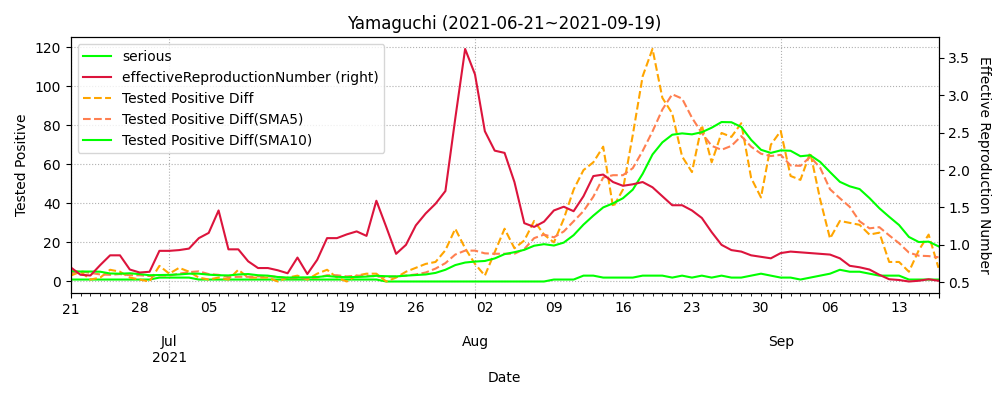 Yamaguchi (2021-06-21~2021-09-19)
serious
effectiveReproductionNumber (right)
Tested Positive Diff
Tested Positive Diff(SMA5)
Tested Positive Diff(SMA10)
Tested Positive
120
100
80
60
40
20
0
Effective Reproduction Number
3.5
3.0
2.5
2.0
1.5
1.0
0.5
21 28 05 12 19 26 02 09 16 23 30 06 13
Jul Aug Sep
2021
Date